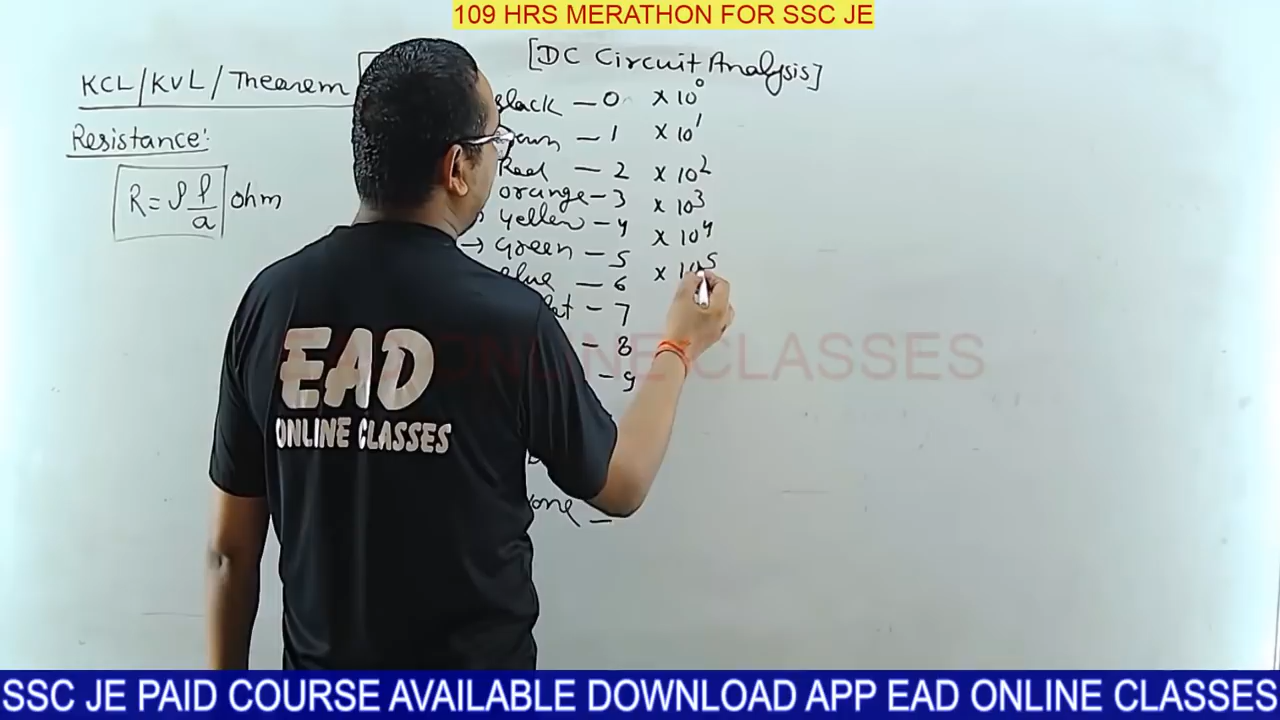 109 HRS MERATHON FOR SSC JE
[DC Circuit Analysis]
KCL/KVL/Theorem
Resistance:
R = ρ l/a ohm
— 0 × 10⁰
— 1 × 10¹
Red — 2 × 10²
orange — 3 × 10³
yellow — 4 × 10⁴
→ Green — 5 × 10⁵
— 6
— 7
— 8
— 9
EAD
ONLINE CLASSES
ONLINE CLASSES
SSC JE PAID COURSE AVAILABLE DOWNLOAD APP EAD ONLINE CLASSES